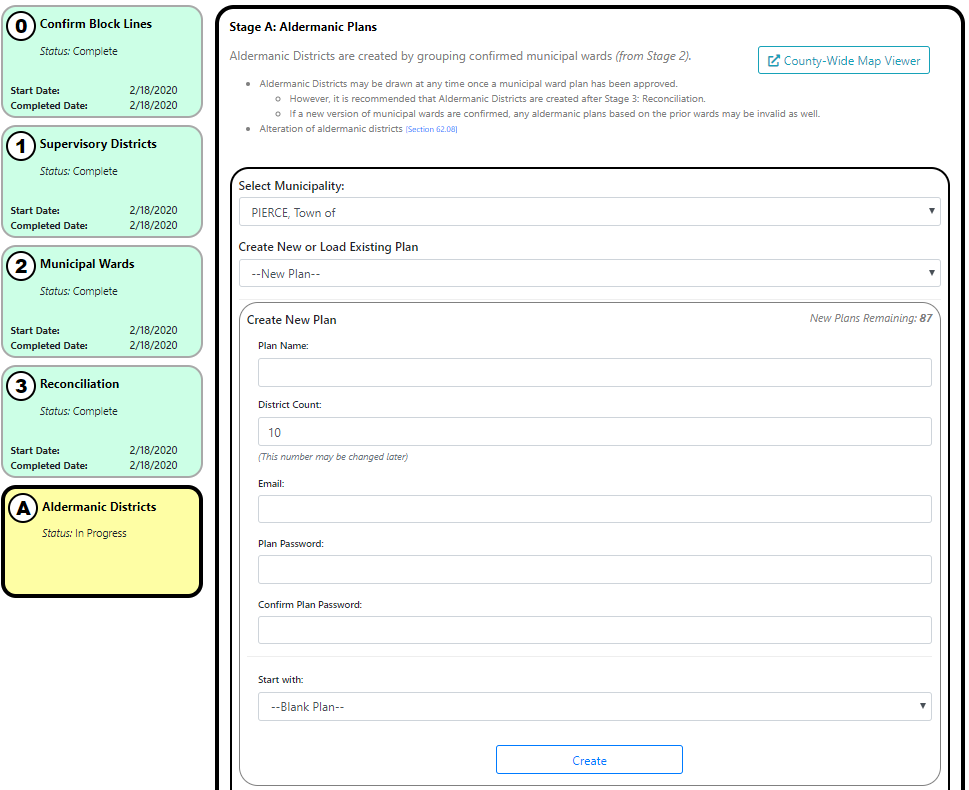 0 Confirm Block Lines
Status: Complete
Start Date: 2/18/2020
Completed Date: 2/18/2020
1 Supervisory Districts
Status: Complete
Start Date: 2/18/2020
Completed Date: 2/18/2020
2 Municipal Wards
Status: Complete
Start Date: 2/18/2020
Completed Date: 2/18/2020
3 Reconciliation
Status: Complete
Start Date: 2/18/2020
Completed Date: 2/18/2020
A Aldermanic Districts
Status: In Progress
Stage A: Aldermanic Plans
Aldermanic Districts are created by grouping confirmed municipal wards (from Stage 2).
County-Wide Map Viewer
Aldermanic Districts may be drawn at any time once a municipal ward plan has been approved.
However, it is recommended that Aldermanic Districts are created after Stage 3: Reconciliation.
If a new version of municipal wards are confirmed, any aldermanic plans based on the prior wards may be invalid as well.
Alteration of aldermanic districts [Section 62.08]
Select Municipality:
PIERCE, Town of
Create New or Load Existing Plan
--New Plan--
Create New Plan
New Plans Remaining: 87
Plan Name:
District Count:
10
(This number may be changed later)
Email:
Plan Password:
Confirm Plan Password:
Start with:
--Blank Plan--
Create